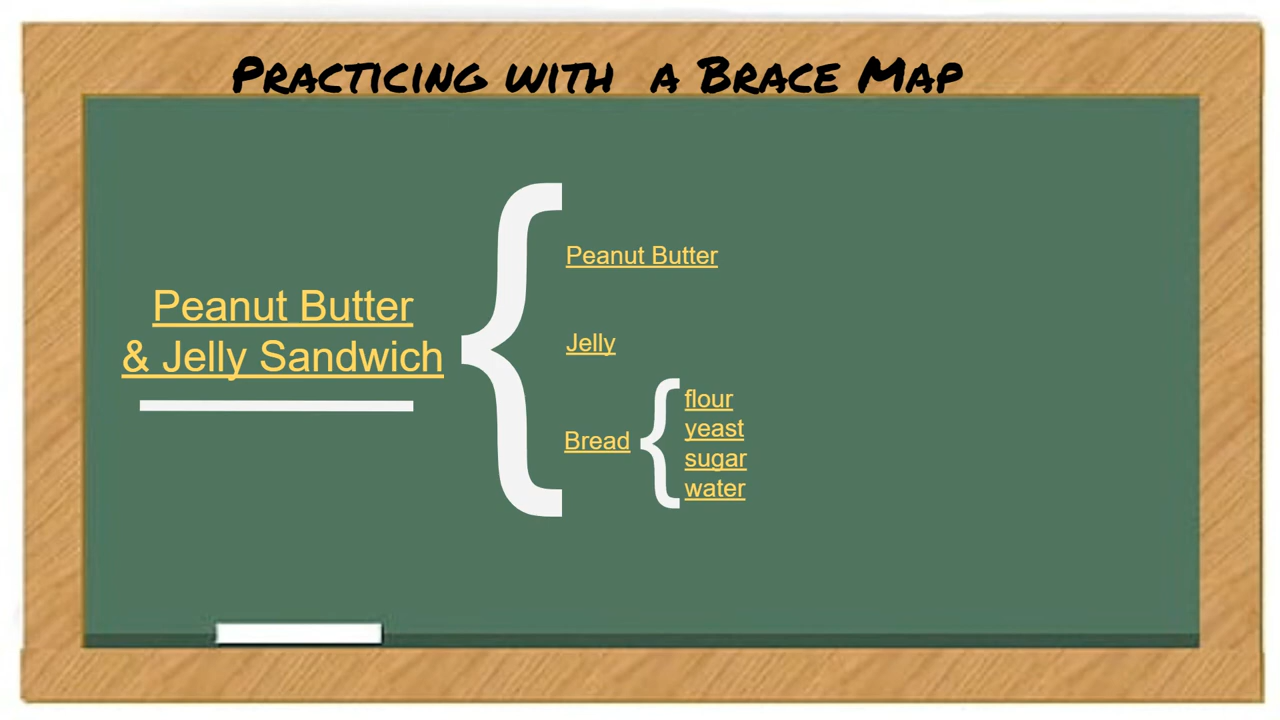 Practicing with a Brace Map
Peanut Butter
& Jelly Sandwich
Peanut Butter
Jelly
Bread
flour
yeast
sugar
water